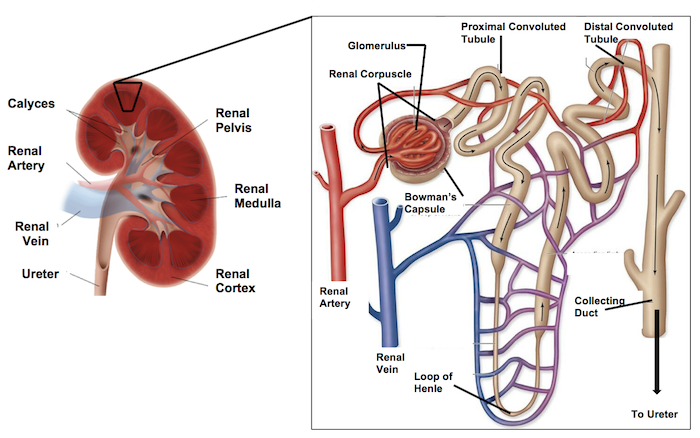 Calyces
Renal
Artery
Renal
Vein
Ureter
Renal
Pelvis
Renal
Medulla
Renal
Cortex
Glomerulus
Renal Corpuscle
Proximal Convoluted
Tubule
Distal Convoluted
Tubule
Bowman's
Capsule
Renal
Artery
Renal
Vein
Loop of
Henle
Collecting
Duct
To Ureter